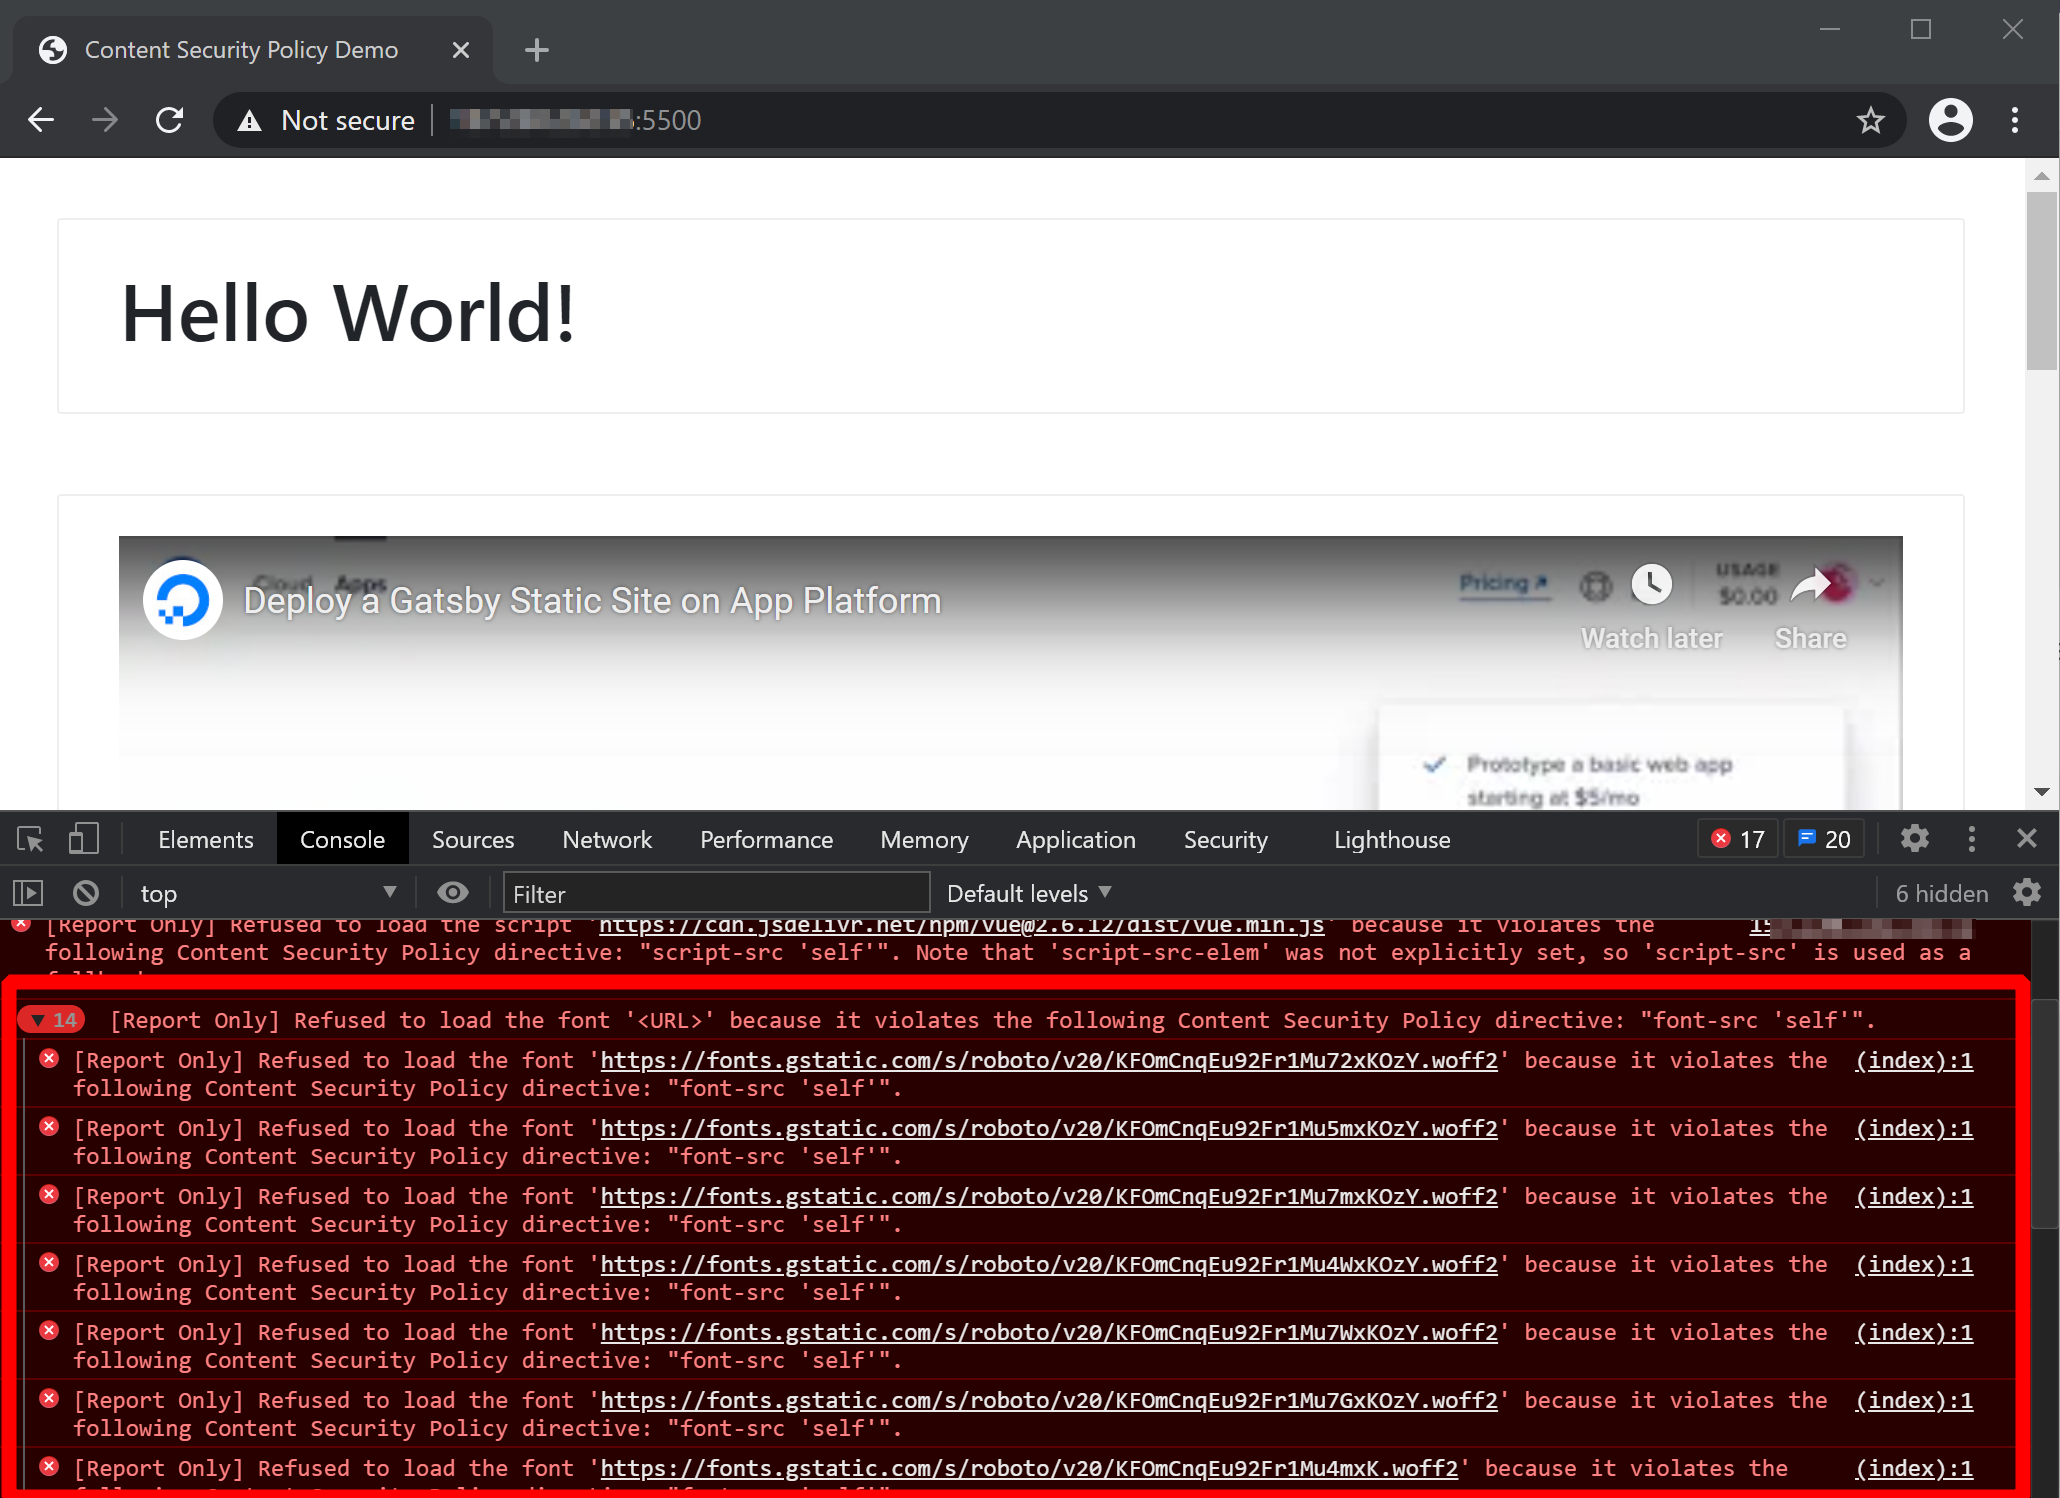 Content Security Policy Demo
Not secure
:5500
Hello World!
Cloud Apps
Deploy a Gatsby Static Site on App Platform
Pricing
USAGE
$0.00
Watch later
Share
Prototype a basic web app
starting at $5/mo
Elements
Console
Sources
Network
Performance
Memory
Application
Security
Lighthouse
17
20
top
Filter
Default levels
6 hidden
[Report Only] Refused to load the script 'https://cdn.jsdelivr.net/npm/vue@2.6.12/dist/vue.min.js' because it violates the
following Content Security Policy directive: "script-src 'self'". Note that 'script-src-elem' was not explicitly set, so 'script-src' is used as a
14 [Report Only] Refused to load the font '<URL>' because it violates the following Content Security Policy directive: "font-src 'self'".
[Report Only] Refused to load the font 'https://fonts.gstatic.com/s/roboto/v20/KFOmCnqEu92Fr1Mu72xKOzY.woff2' because it violates the (index):1
following Content Security Policy directive: "font-src 'self'".
[Report Only] Refused to load the font 'https://fonts.gstatic.com/s/roboto/v20/KFOmCnqEu92Fr1Mu5mxKOzY.woff2' because it violates the (index):1
following Content Security Policy directive: "font-src 'self'".
[Report Only] Refused to load the font 'https://fonts.gstatic.com/s/roboto/v20/KFOmCnqEu92Fr1Mu7mxKOzY.woff2' because it violates the (index):1
following Content Security Policy directive: "font-src 'self'".
[Report Only] Refused to load the font 'https://fonts.gstatic.com/s/roboto/v20/KFOmCnqEu92Fr1Mu4WxKOzY.woff2' because it violates the (index):1
following Content Security Policy directive: "font-src 'self'".
[Report Only] Refused to load the font 'https://fonts.gstatic.com/s/roboto/v20/KFOmCnqEu92Fr1Mu7WxKOzY.woff2' because it violates the (index):1
following Content Security Policy directive: "font-src 'self'".
[Report Only] Refused to load the font 'https://fonts.gstatic.com/s/roboto/v20/KFOmCnqEu92Fr1Mu7GxKOzY.woff2' because it violates the (index):1
following Content Security Policy directive: "font-src 'self'".
[Report Only] Refused to load the font 'https://fonts.gstatic.com/s/roboto/v20/KFOmCnqEu92Fr1Mu4mxK.woff2' because it violates the (index):1